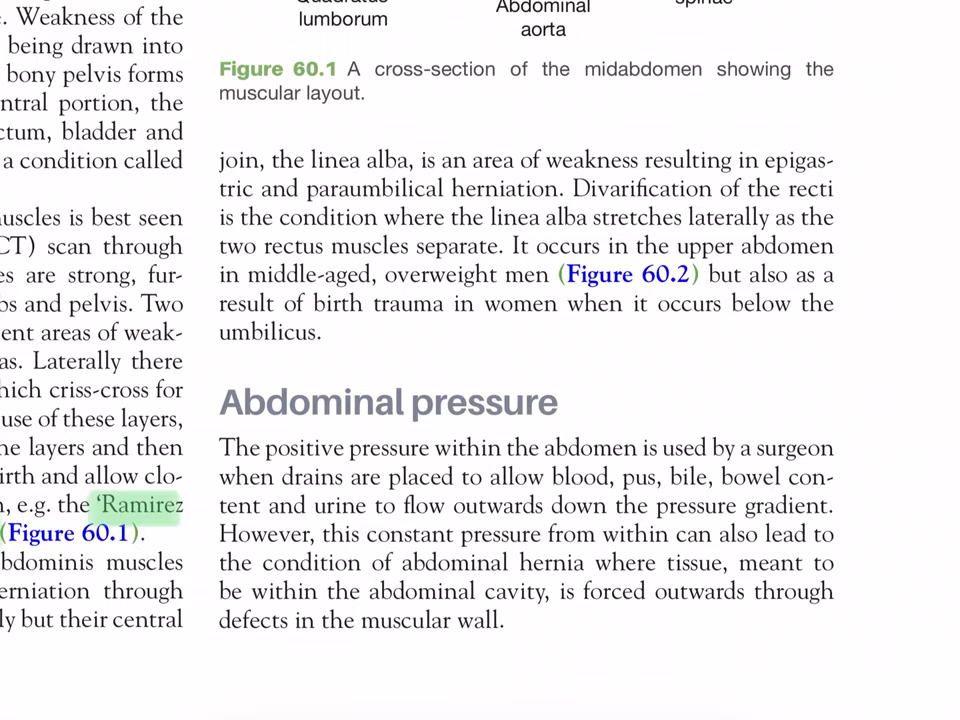 . Weakness of the
being drawn into
bony pelvis forms
ntral portion, the
ctum, bladder and
a condition called
uscles is best seen
CT) scan through
es are strong, fur-
bs and pelvis. Two
ent areas of weak-
as. Laterally there
hich criss-cross for
use of these layers,
ne layers and then
irth and allow clo-
n, e.g. the ‘Ramirez
(Figure 60.1).
bdominis muscles
erniation through
ly but their central
Quadratus
lumborum
Abdominal
aorta
spinae
Figure 60.1 A cross-section of the midabdomen showing the
muscular layout.
join, the linea alba, is an area of weakness resulting in epigas-
tric and paraumbilical herniation. Divarification of the recti
is the condition where the linea alba stretches laterally as the
two rectus muscles separate. It occurs in the upper abdomen
in middle-aged, overweight men (Figure 60.2) but also as a
result of birth trauma in women when it occurs below the
umbilicus.
Abdominal pressure
The positive pressure within the abdomen is used by a surgeon
when drains are placed to allow blood, pus, bile, bowel con-
tent and urine to flow outwards down the pressure gradient.
However, this constant pressure from within can also lead to
the condition of abdominal hernia where tissue, meant to
be within the abdominal cavity, is forced outwards through
defects in the muscular wall.